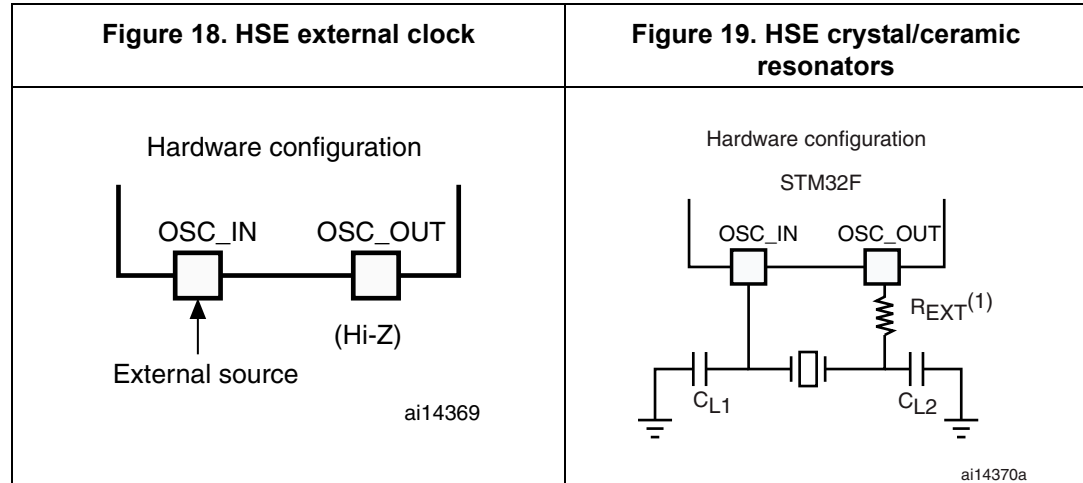 Figure 18. HSE external clock
Figure 19. HSE crystal/ceramic
resonators
Hardware configuration
OSC_IN OSC_OUT
(Hi-Z)
External source
ai14369
Hardware configuration
STM32F
OSC_IN OSC_OUT
REXT(1)
CL1 CL2
ai14370a